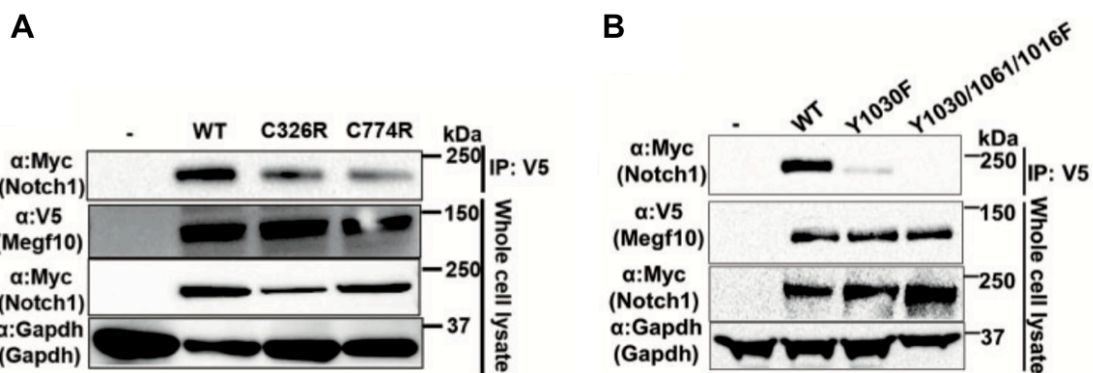 A
- WT C326R C774R kDa
α:Myc
(Notch1)
250
IP: V5
α:V5
(Megf10)
150
α:Myc
(Notch1)
250
α:Gapdh
(Gapdh)
37
Whole cell lysate
B
- WT Y1030F Y1030/1061/1016F
kDa
α:Myc
(Notch1)
250
IP: V5
α:V5
(Megf10)
150
α:Myc
(Notch1)
250
α:Gapdh
(Gapdh)
37
Whole cell lysate